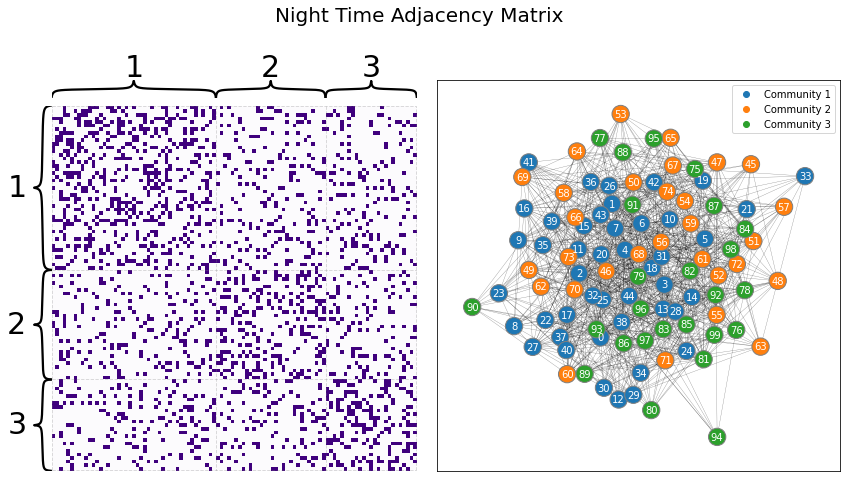 Night Time Adjacency Matrix
1 2 3
1
2
3
Community 1
Community 2
Community 3
53
77 95 65
64 88
41 67 47 45
69 75 33
36 26 50 42 19
58 74
1 91 54 87 57
16 43 10 21
39 66 15 7 6 59 84
9 35 11 56 5 51
73 20 4 68 31 61 98 72
49 2 46 18 82 52
62 70 79 3 48
23 32 25 44 14 92 78
90 96 13 28 55
8 22 17 38 85
93 83 76
27 37 0 86 97 99
40 24 63
71 81
60 89 34
30 12 29
80
94